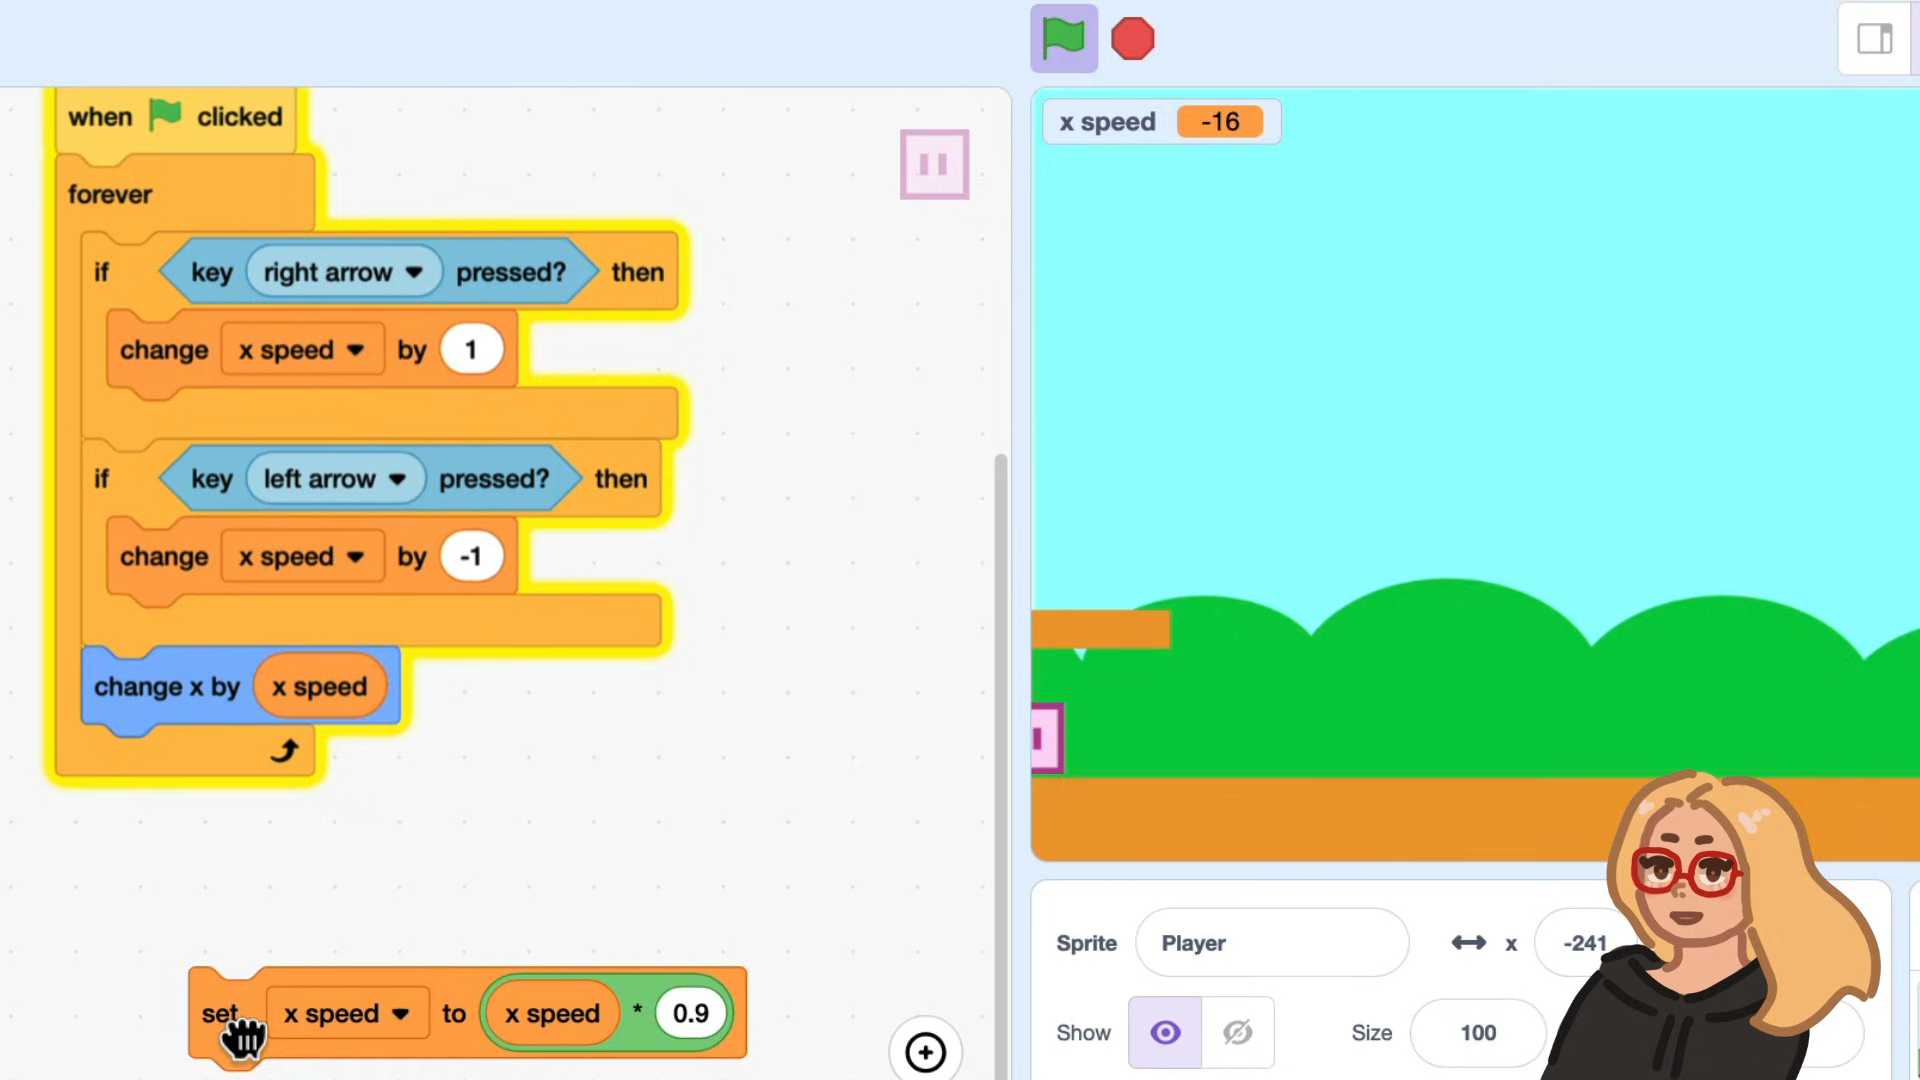 when clicked
forever
if key right arrow pressed? then
change x speed by 1
if key left arrow pressed? then
change x speed by -1
change x by x speed
set x speed to x speed * 0.9
x speed -16
Sprite Player x -241
Show Size 100